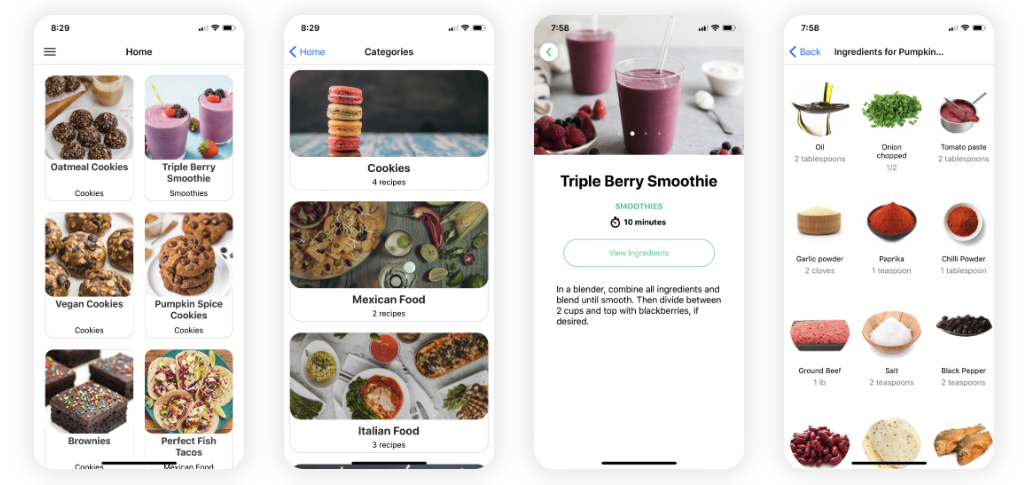 8:29
Home
Oatmeal Cookies
Cookies
Triple Berry
Smoothie
Smoothies
Vegan Cookies
Cookies
Pumpkin Spice
Cookies
Cookies
Brownies
Cookies
Perfect Fish
Tacos
Mexican Food
8:29
Home
Categories
Cookies
4 recipes
Mexican Food
2 recipes
Italian Food
3 recipes
7:58
Triple Berry Smoothie
SMOOTHIES
10 minutes
View Ingredients
In a blender, combine all ingredients and
blend until smooth. Then divide between
2 cups and top with blackberries, if
desired.
7:58
Back
Ingredients for Pumpkin...
Oil
2 tablespoons
Onion
chopped
1/2
Tomato paste
2 tablespoons
Garlic powder
2 cloves
Paprika
1 teaspoon
Chilli Powder
1 tablespoon
Ground Beef
1 lb
Salt
2 teaspoons
Black Pepper
2 teaspoons